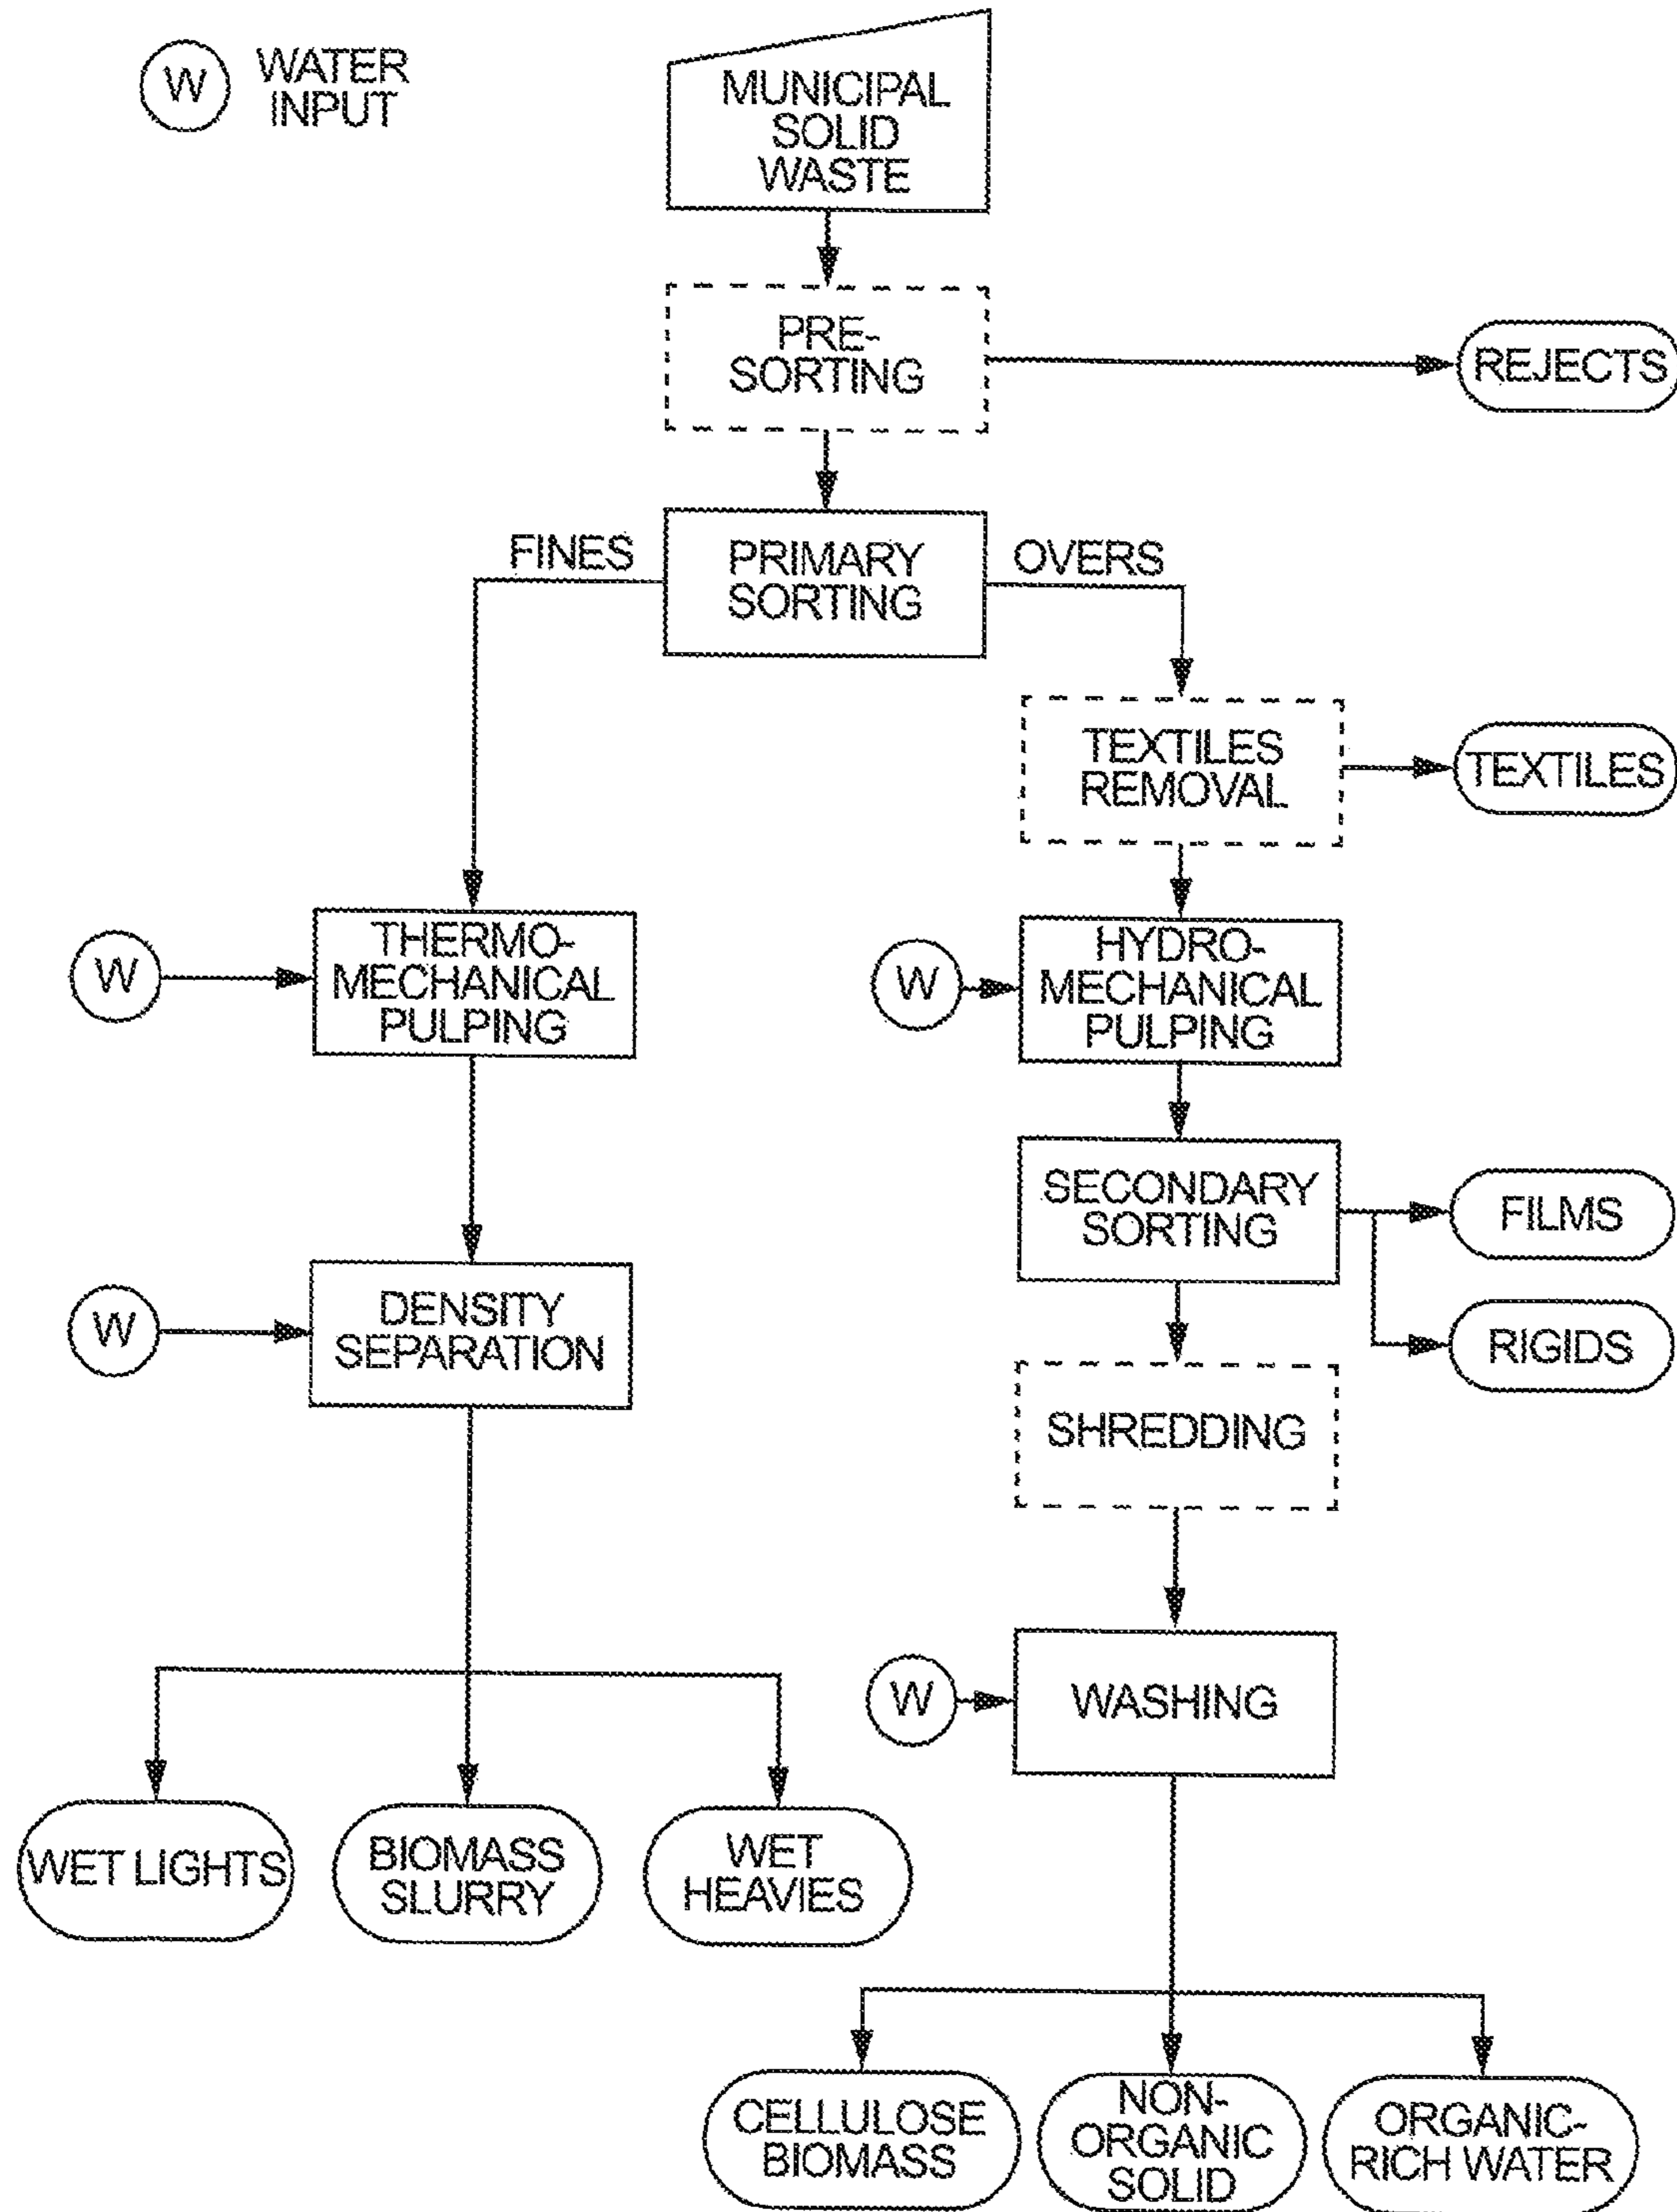 W
WATER
INPUT
MUNICIPAL
SOLID
WASTE
PRE-
SORTING
REJECTS
FINES
PRIMARY
SORTING
OVERS
TEXTILES
REMOVAL
TEXTILES
W
THERMO-
MECHANICAL
PULPING
W
HYDRO-
MECHANICAL
PULPING
SECONDARY
SORTING
FILMS
RIGIDS
W
DENSITY
SEPARATION
SHREDDING
W
WASHING
WET LIGHTS
BIOMASS
SLURRY
WET
HEAVIES
CELLULOSE
BIOMASS
NON-
ORGANIC
SOLID
ORGANIC-
RICH WATER